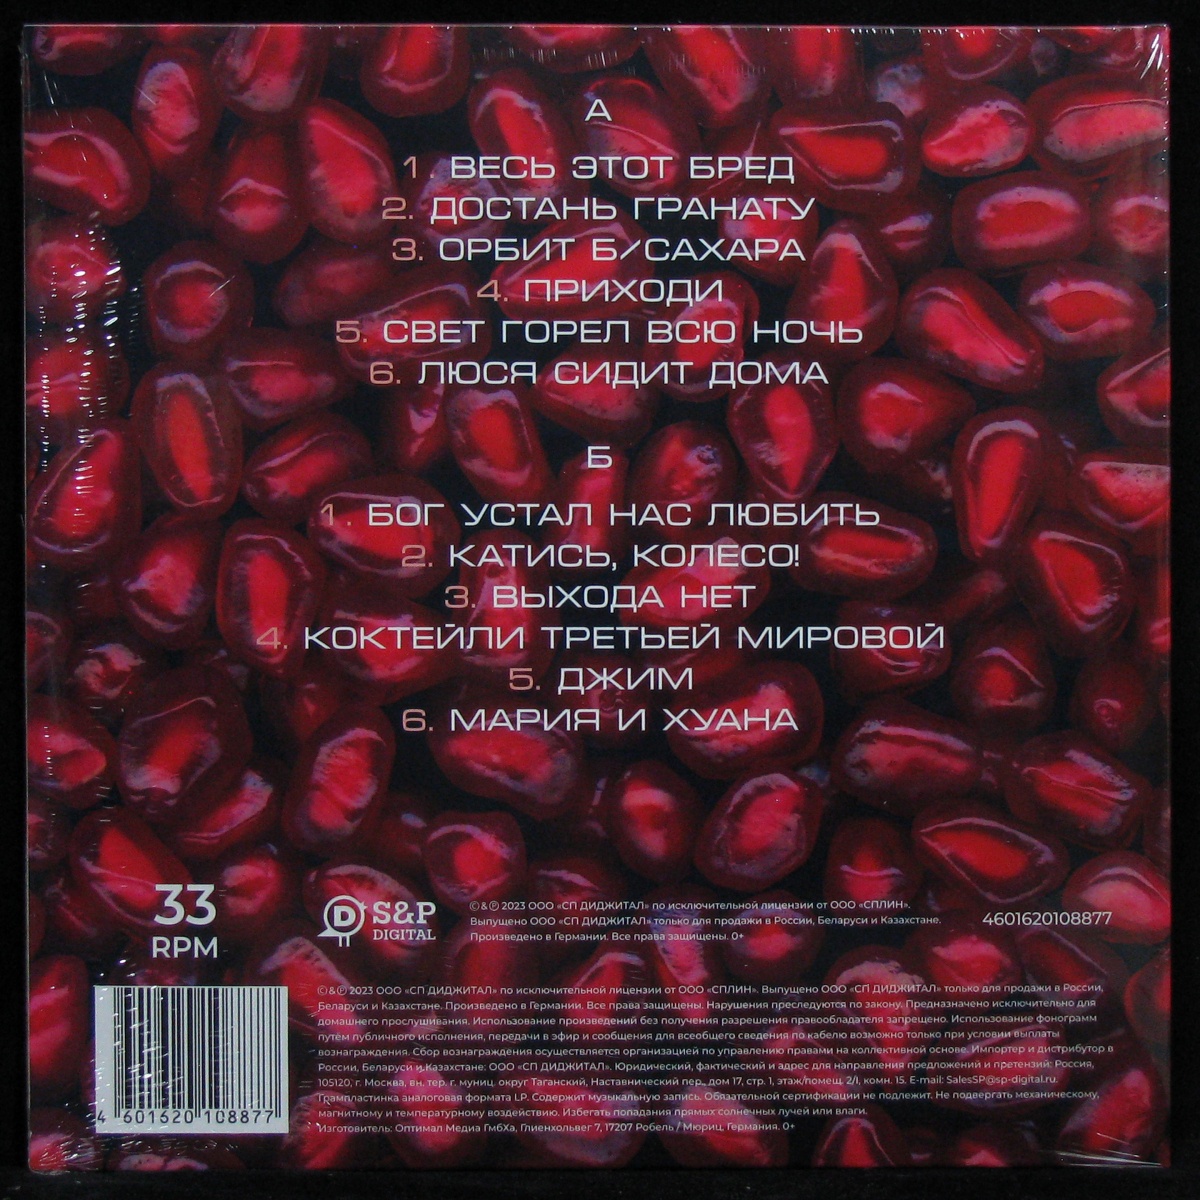 А
1. ВЕСЬ ЭТОТ БРЕД
2. ДОСТАНЬ ГРАНАТУ
3. ОРБИТ Б/САХАРА
4. ПРИХОДИ
5. СВЕТ ГОРЕЛ ВСЮ НОЧЬ
6. ЛЮСЯ СИДИТ ДОМА
Б
1. БОГ УСТАЛ НАС ЛЮБИТЬ
2. КАТИСЬ, КОЛЕСО!
3. ВЫХОДА НЕТ
4. КОКТЕЙЛИ ТРЕТЬЕЙ МИРОВОЙ
5. ДЖИМ
6. МАРИЯ И ХУАНА
33
RPM
D S&P
DIGITAL
©&℗ 2023 ООО «СП ДИДЖИТАЛ» по исключительной лицензии от ООО «СПЛИН».
Выпущено ООО «СП ДИДЖИТАЛ» только для продажи в России, Беларуси и Казахстане.
Произведено в Германии. Все права защищены. 0+
4601620108877
©&℗ 2023 ООО «СП ДИДЖИТАЛ» по исключительной лицензии от ООО «СПЛИН». Выпущено ООО «СП ДИДЖИТАЛ» только для продажи в России,
Беларуси и Казахстане. Произведено в Германии. Все права защищены. Нарушения преследуются по закону. Предназначено исключительно для
домашнего прослушивания. Использование произведений без получения разрешения правообладателя запрещено. Использование фонограмм
путём публичного исполнения, передачи в эфир и сообщения для всеобщего сведения по кабелю возможно только при условии выплаты
вознаграждения. Сбор вознаграждения осуществляется организацией по управлению правами на коллективной основе. Импортер и дистрибутор в
России, Беларуси и Казахстане: ООО «СП ДИДЖИТАЛ». Юридический, фактический и адрес для направления предложений и претензий: Россия,
105120, г. Москва, вн. тер. г. муниц. округ Таганский, Наставнический пер., дом 17, стр. 1, этаж/помещ. 2/I, комн. 15. E-mail: SalesSP@sp-digital.ru.
Грампластинка аналоговая формата LP. Содержит музыкальную запись. Обязательной сертификации не подлежит. Не подвергать механическому,
магнитному и температурному воздействию. Избегать попадания прямых солнечных лучей или влаги.
Изготовитель: Оптимал Медиа ГмбХа, Глиенхольвег 7, 17207 Робель / Мюриц, Германия. 0+
4 601620 108877